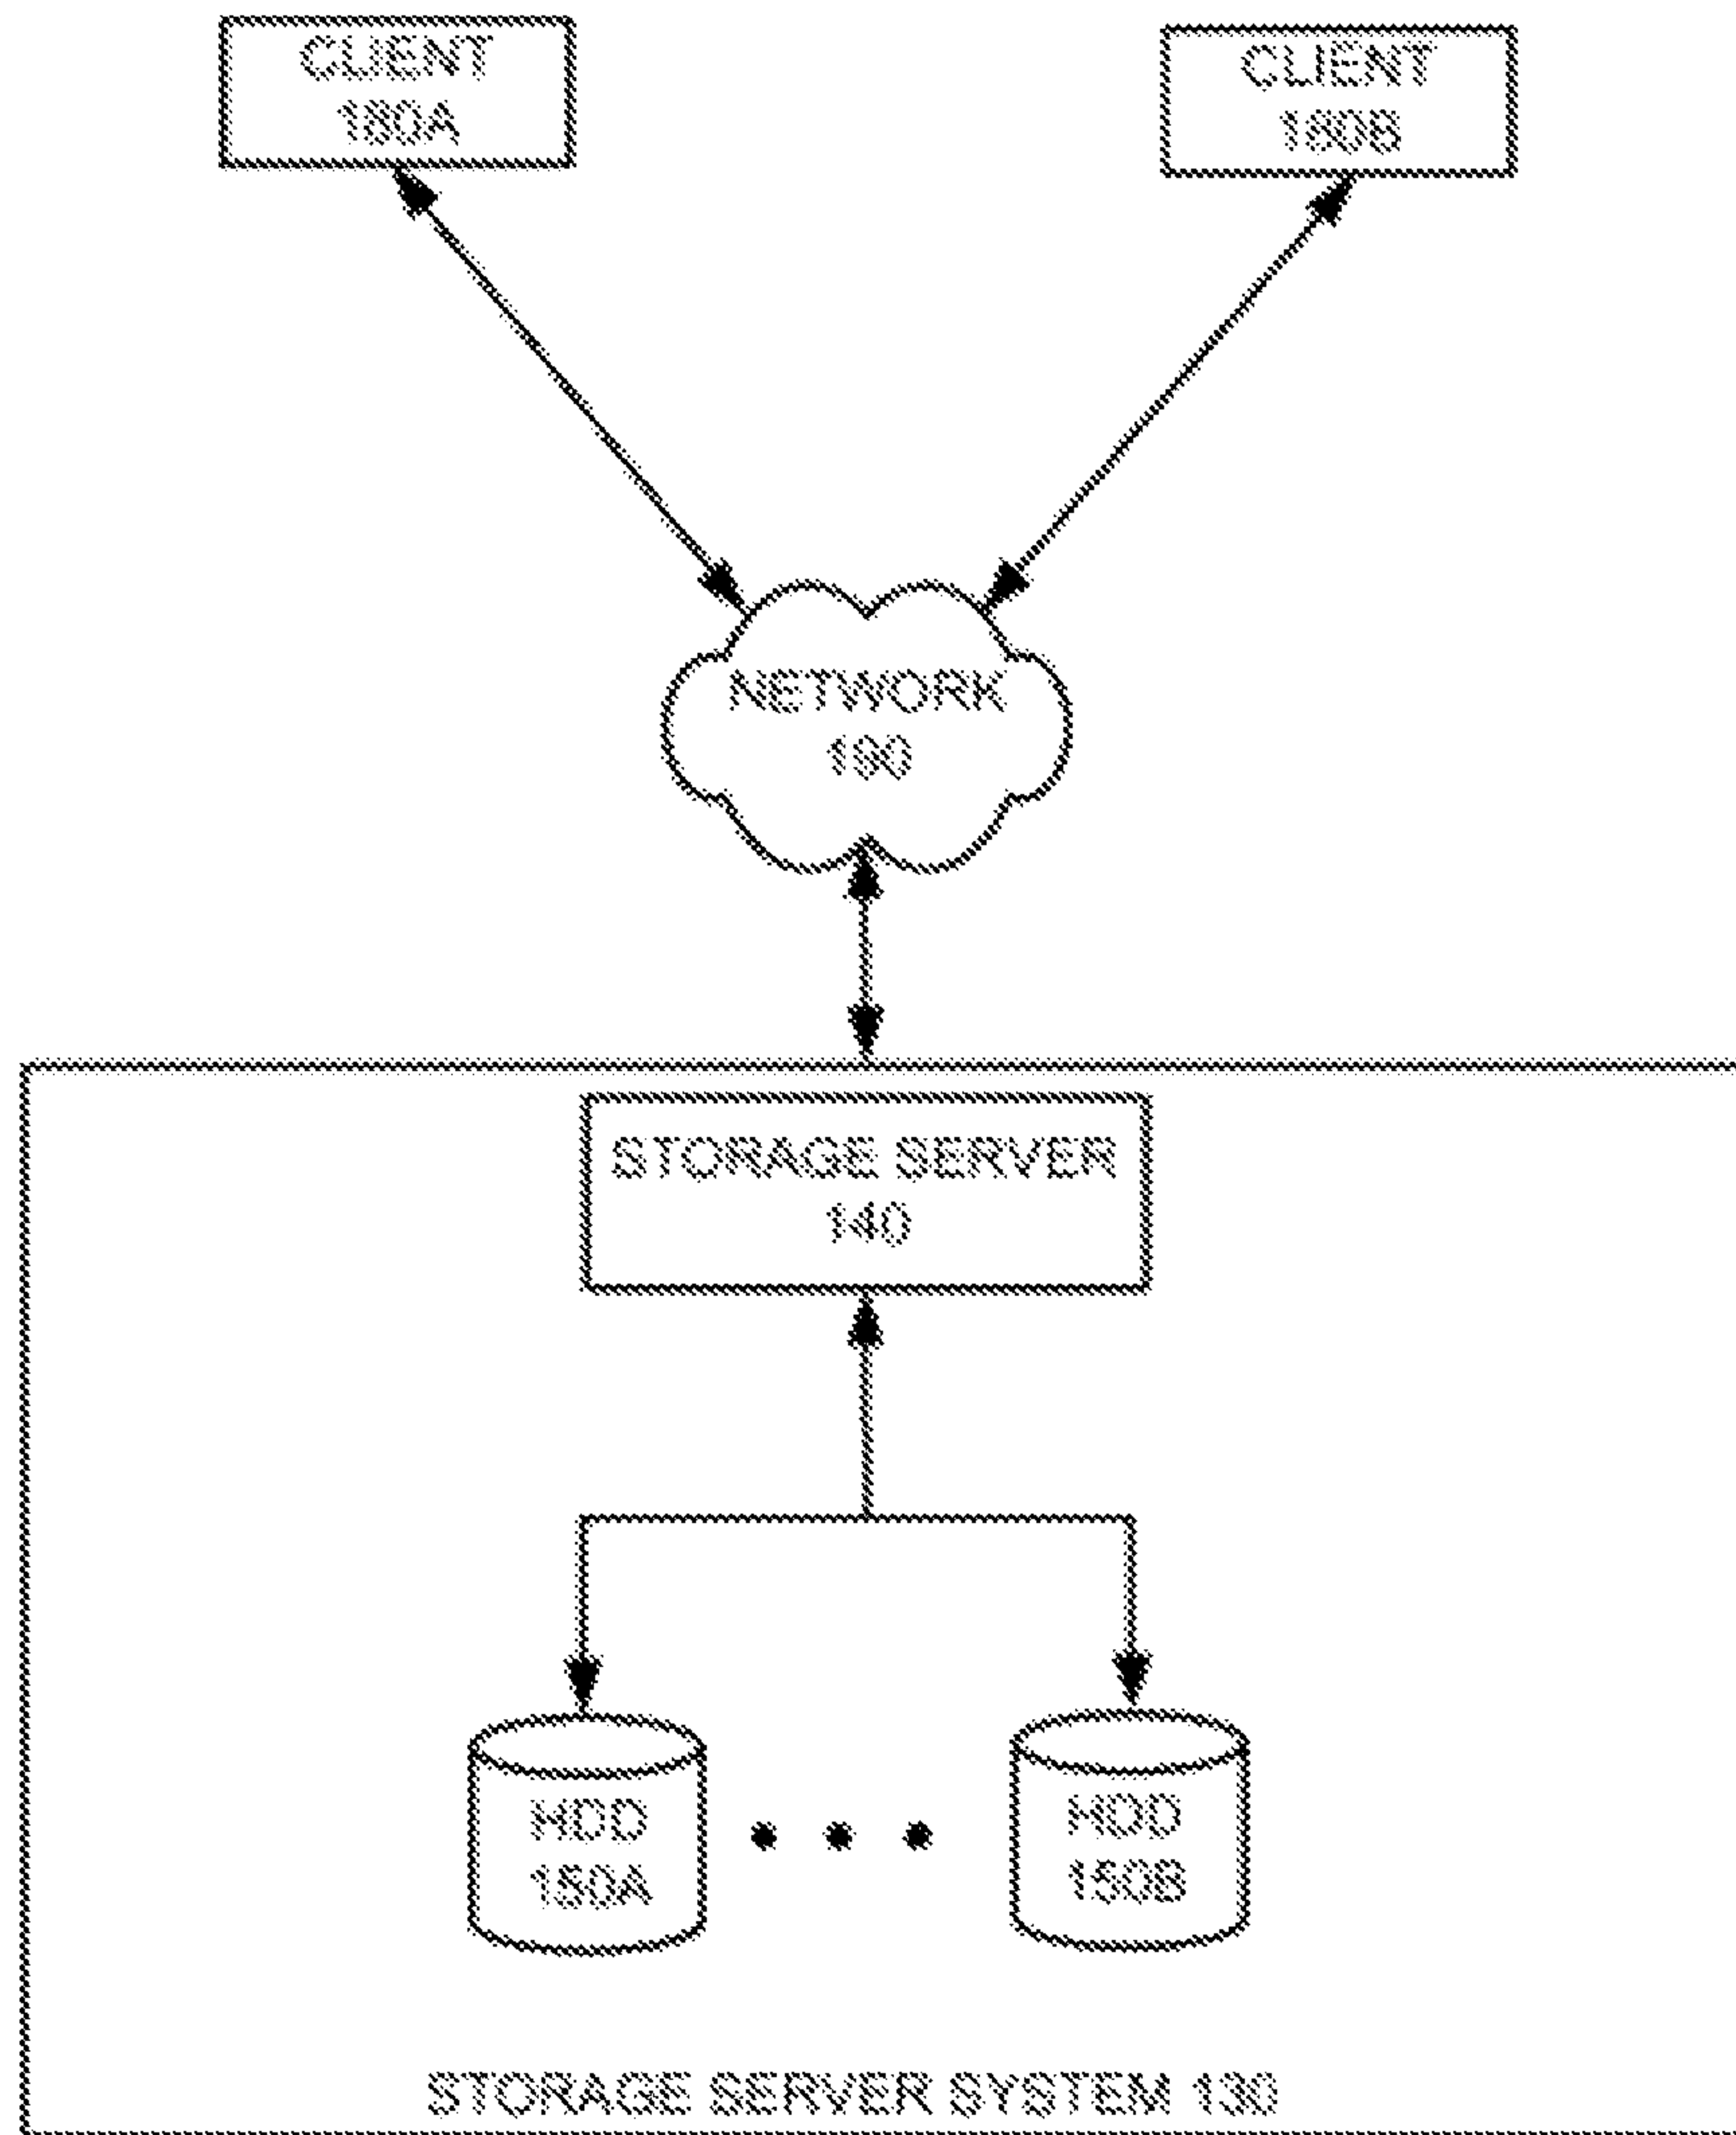 CLIENT
180A
CLIENT
180B
NETWORK
190
STORAGE SERVER
140
HDD
150A
HDD
150B
STORAGE SERVER SYSTEM 130